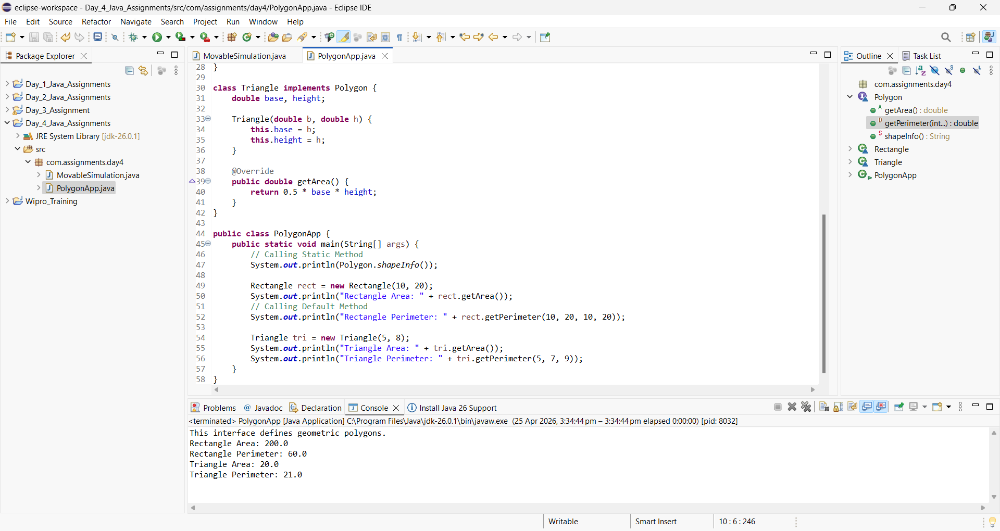 eclipse-workspace - Day_4_Java_Assignments/src/com/assignments/day4/PolygonApp.java - Eclipse IDE
File Edit Source Refactor Navigate Search Project Run Window Help
Package Explorer
Day_1_Java_Assignments
Day_2_Java_Assignments
Day_3_Assignment
Day_4_Java_Assignments
JRE System Library [jdk-26.0.1]
src
com.assignments.day4
MovableSimulation.java
PolygonApp.java
Wipro_Training
MovableSimulation.java PolygonApp.java
28 }
29
30 class Triangle implements Polygon {
31     double base, height;
32
33     Triangle(double b, double h) {
34         this.base = b;
35         this.height = h;
36     }
37
38     @Override
39     public double getArea() {
40         return 0.5 * base * height;
41     }
42 }
43
44 public class PolygonApp {
45     public static void main(String[] args) {
46         // Calling Static Method
47         System.out.println(Polygon.shapeInfo());
48
49         Rectangle rect = new Rectangle(10, 20);
50         System.out.println("Rectangle Area: " + rect.getArea());
51         // Calling Default Method
52         System.out.println("Rectangle Perimeter: " + rect.getPerimeter(10, 20, 10, 20));
53
54         Triangle tri = new Triangle(5, 8);
55         System.out.println("Triangle Area: " + tri.getArea());
56         System.out.println("Triangle Perimeter: " + tri.getPerimeter(5, 7, 9));
57     }
58 }
Outline Task List
com.assignments.day4
Polygon
A getArea() : double
D getPerimeter(int...) : double
S shapeInfo() : String
Rectangle
Triangle
PolygonApp
Problems @ Javadoc Declaration Console Install Java 26 Support
<terminated> PolygonApp [Java Application] C:\Program Files\Java\jdk-26.0.1\bin\javaw.exe (25 Apr 2026, 3:34:44 pm – 3:34:44 pm elapsed 0:00:00) [pid: 8032]
This interface defines geometric polygons.
Rectangle Area: 200.0
Rectangle Perimeter: 60.0
Triangle Area: 20.0
Triangle Perimeter: 21.0
Writable Smart Insert 10 : 6 : 246